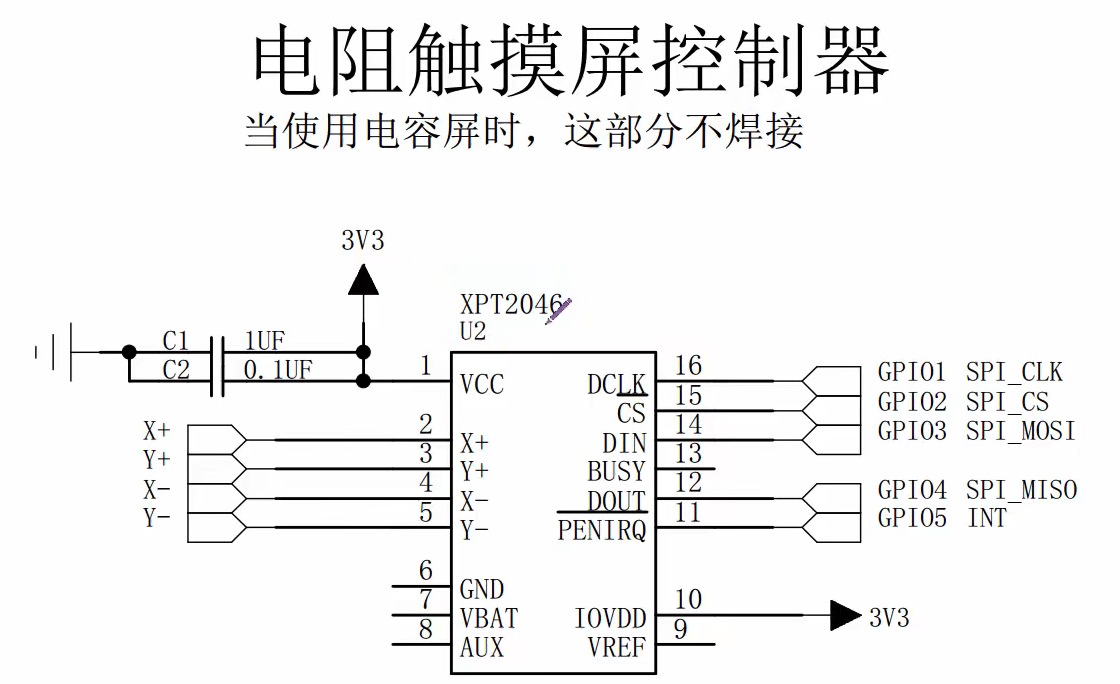 电阻触摸屏控制器
当使用电容屏时，这部分不焊接
3V3
XPT2046
U2
C1 1UF
C2 0.1UF
1 VCC
X+ 2 X+
Y+ 3 Y+
X- 4 X-
Y- 5 Y-
6 GND
7 VBAT
8 AUX
DCLK 16 GPIO1 SPI_CLK
CS 15 GPIO2 SPI_CS
DIN 14 GPIO3 SPI_MOSI
BUSY 13
DOUT 12 GPIO4 SPI_MISO
PENIRQ 11 GPIO5 INT
IOVDD 10 3V3
VREF 9